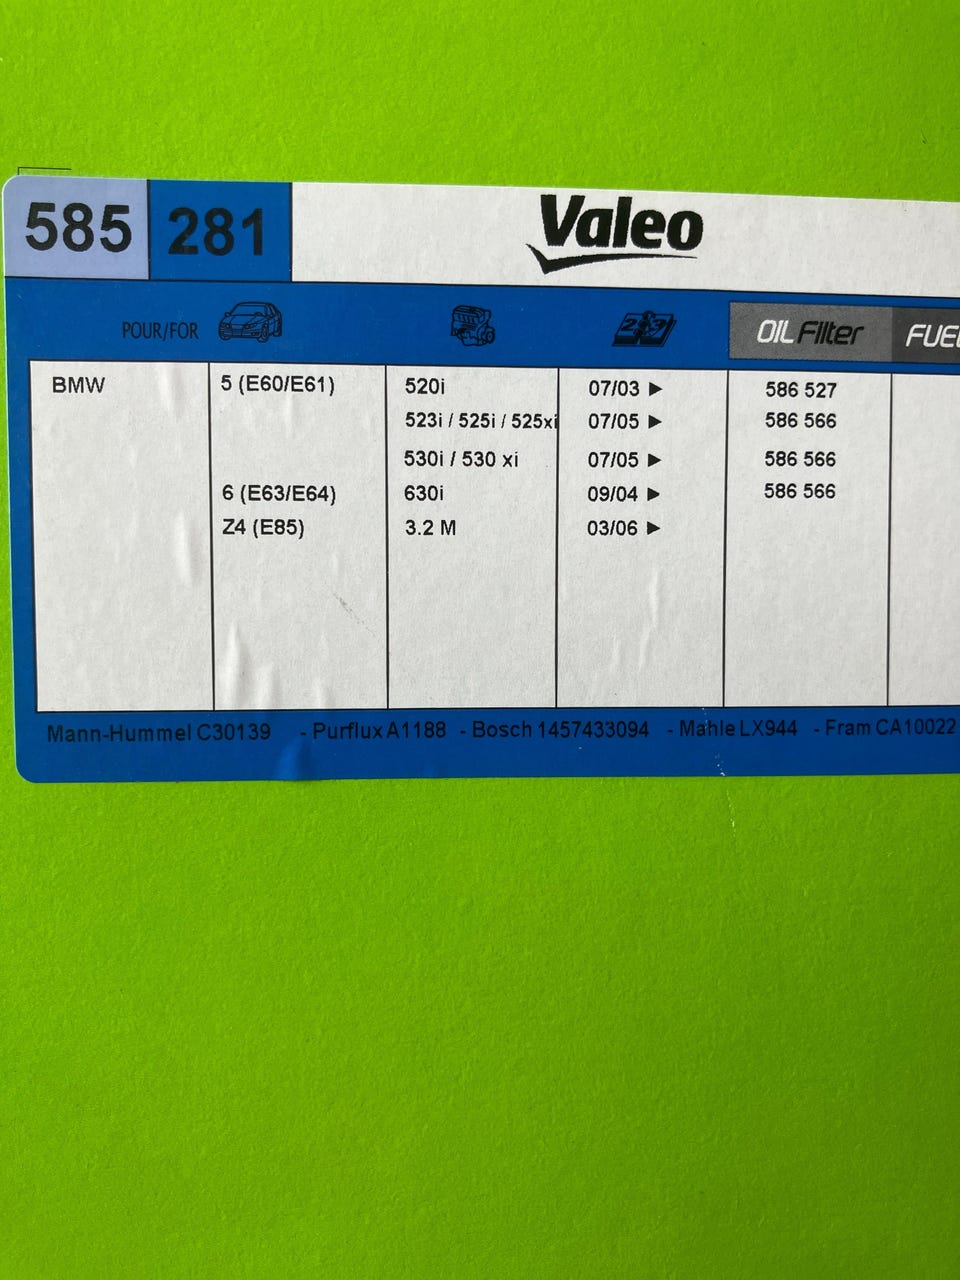 585 281 Valeo
POUR/FOR OIL Filter
BMW 5 (E60/E61) 520i 07/03 ► 586 527
523i / 525i / 525xi 07/05 ► 586 566
530i / 530 xi 07/05 ► 586 566
6 (E63/E64) 630i 09/04 ► 586 566
Z4 (E85) 3.2 M 03/06 ►
Mann-Hummel C30139 - Purflux A1188 - Bosch 1457433094 - Mahle LX944 - Fram CA10022